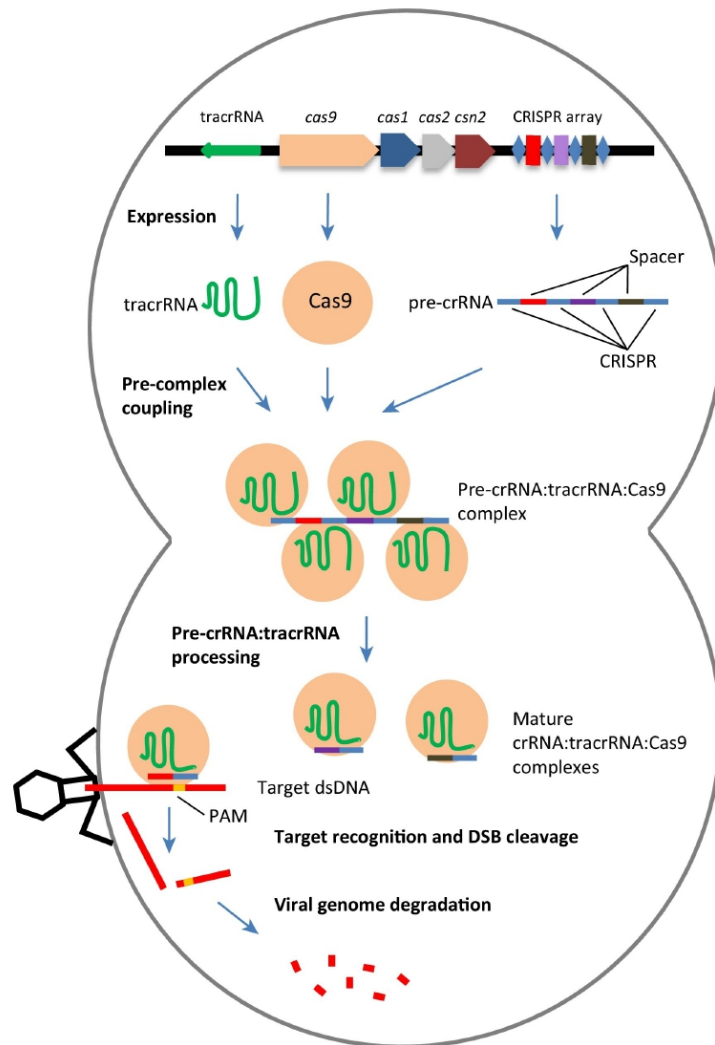 tracrRNA cas9 cas1 cas2 csn2 CRISPR array
Expression
Spacer
tracrRNA
Cas9
pre-crRNA
CRISPR
Pre-complex
coupling
Pre-crRNA:tracrRNA:Cas9
complex
Pre-crRNA:tracrRNA
processing
Mature
crRNA:tracrRNA:Cas9
complexes
Target dsDNA
PAM
Target recognition and DSB cleavage
Viral genome degradation